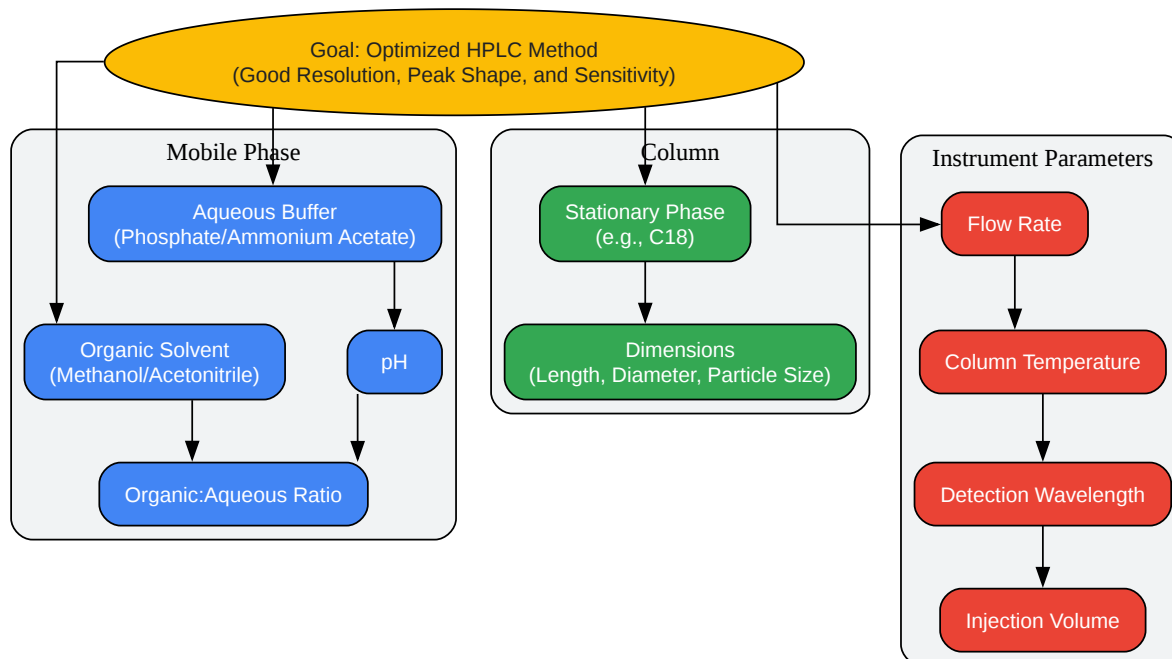 Goal: Optimized HPLC Method
(Good Resolution, Peak Shape, and Sensitivity)
Mobile Phase
Aqueous Buffer
(Phosphate/Ammonium Acetate)
Organic Solvent
(Methanol/Acetonitrile)
pH
Organic:Aqueous Ratio
Column
Stationary Phase
(e.g., C18)
Dimensions
(Length, Diameter, Particle Size)
Instrument Parameters
Flow Rate
Column Temperature
Detection Wavelength
Injection Volume